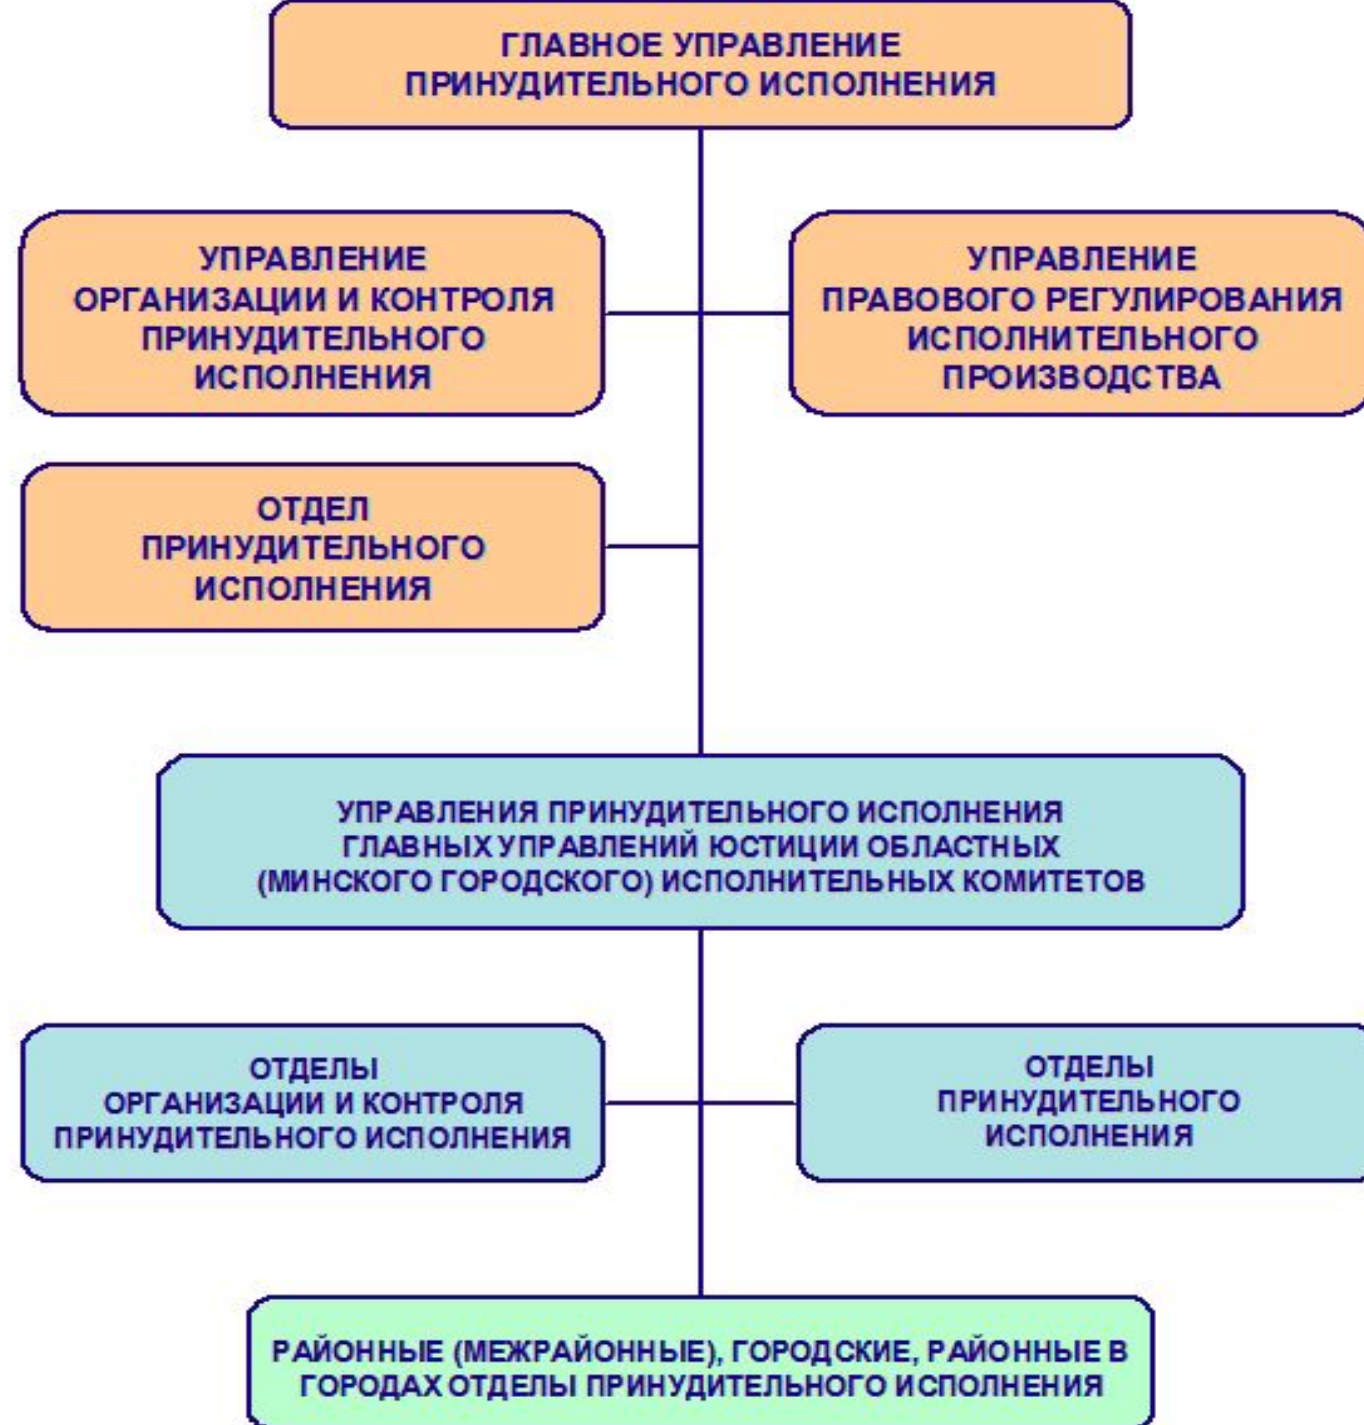 ГЛАВНОЕ УПРАВЛЕНИЕ
ПРИНУДИТЕЛЬНОГО ИСПОЛНЕНИЯ
УПРАВЛЕНИЕ
ОРГАНИЗАЦИИ И КОНТРОЛЯ
ПРИНУДИТЕЛЬНОГО
ИСПОЛНЕНИЯ
УПРАВЛЕНИЕ
ПРАВОВОГО РЕГУЛИРОВАНИЯ
ИСПОЛНИТЕЛЬНОГО
ПРОИЗВОДСТВА
ОТДЕЛ
ПРИНУДИТЕЛЬНОГО
ИСПОЛНЕНИЯ
УПРАВЛЕНИЯ ПРИНУДИТЕЛЬНОГО ИСПОЛНЕНИЯ
ГЛАВНЫХ УПРАВЛЕНИЙ ЮСТИЦИИ ОБЛАСТНЫХ
(МИНСКОГО ГОРОДСКОГО) ИСПОЛНИТЕЛЬНЫХ КОМИТЕТОВ
ОТДЕЛЫ
ОРГАНИЗАЦИИ И КОНТРОЛЯ
ПРИНУДИТЕЛЬНОГО ИСПОЛНЕНИЯ
ОТДЕЛЫ
ПРИНУДИТЕЛЬНОГО
ИСПОЛНЕНИЯ
РАЙОННЫЕ (МЕЖРАЙОННЫЕ), ГОРОДСКИЕ, РАЙОННЫЕ В
ГОРОДАХ ОТДЕЛЫ ПРИНУДИТЕЛЬНОГО ИСПОЛНЕНИЯ